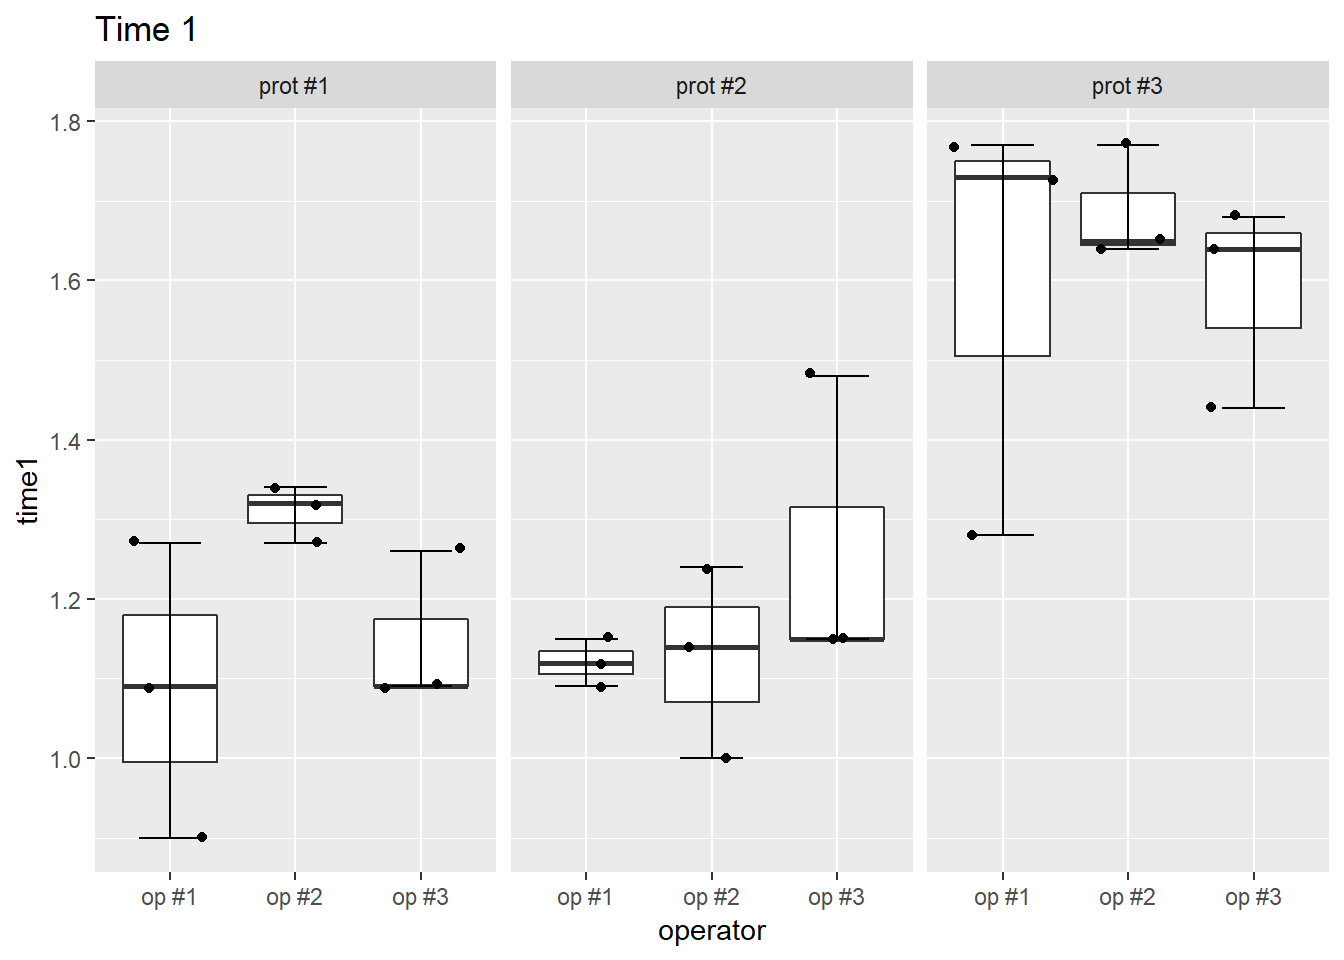 Time 1
prot #1 prot #2 prot #3
1.8
1.6
1.4
1.2
1.0
time1
op #1 op #2 op #3 op #1 op #2 op #3 op #1 op #2 op #3
operator